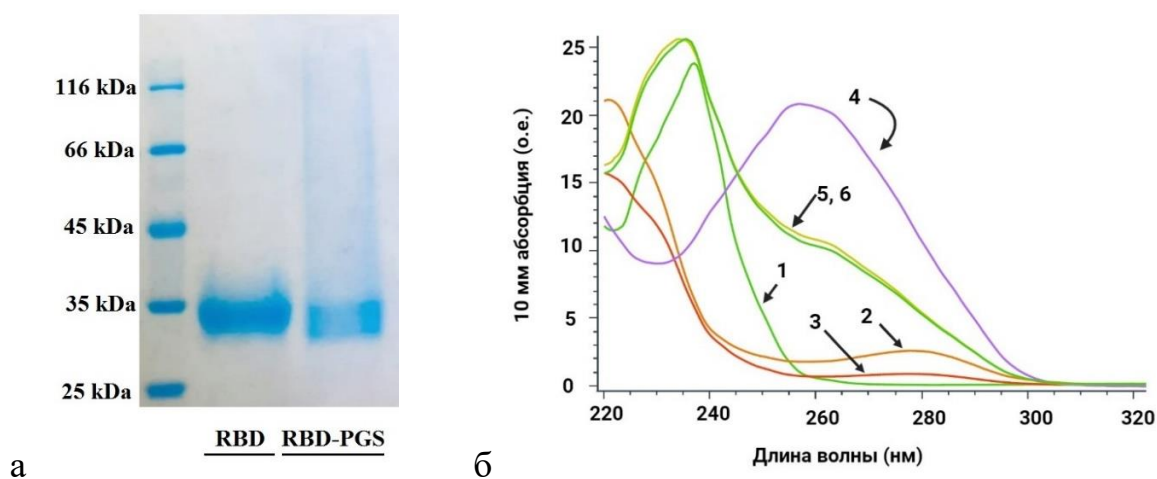 116 kDa
66 kDa
45 kDa
35 kDa
25 kDa
RBD RBD-PGS
а
10 мм абсорбция (о.е.)
25
20
15
10
5
0
4
5, 6
1
3
2
220 240 260 280 300 320
Длина волны (нм)
б